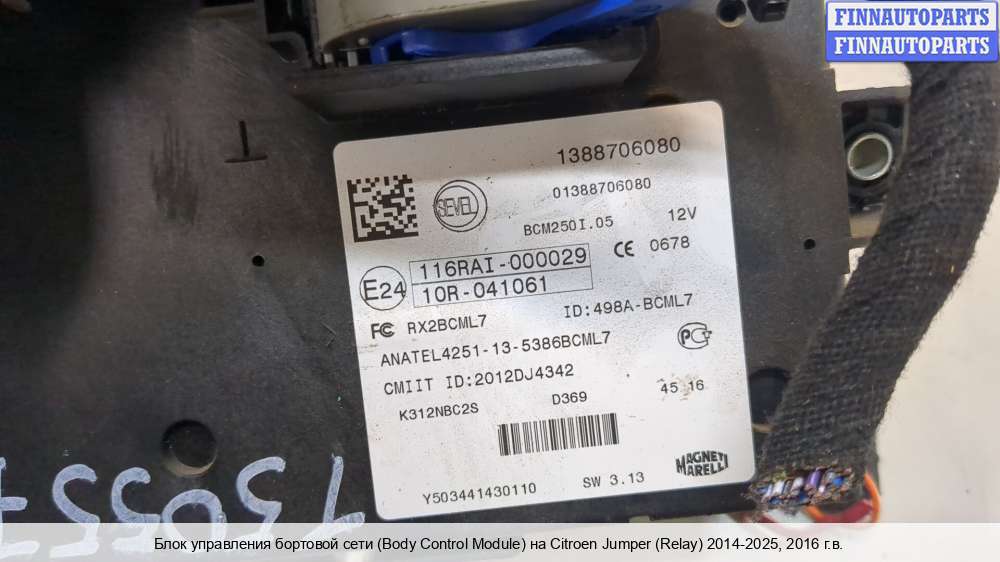 FINNAUTOPARTS
FINNAUTOPARTS
1388706080
SEVEL
01388706080
BCM250I.05
12V
CE 0678
E24
116RAI-000029
10R-041061
FC RX2BCML7
ID:498A-BCML7
ANATEL4251-13-5386BCML7
CMIIT ID:2012DJ4342
K312NBC2S
D369
45 16
Y503441430110
SW 3.13
MAGNETI
MARELLI
Блок управления бортовой сети (Body Control Module) на Citroen Jumper (Relay) 2014-2025, 2016 г.в.